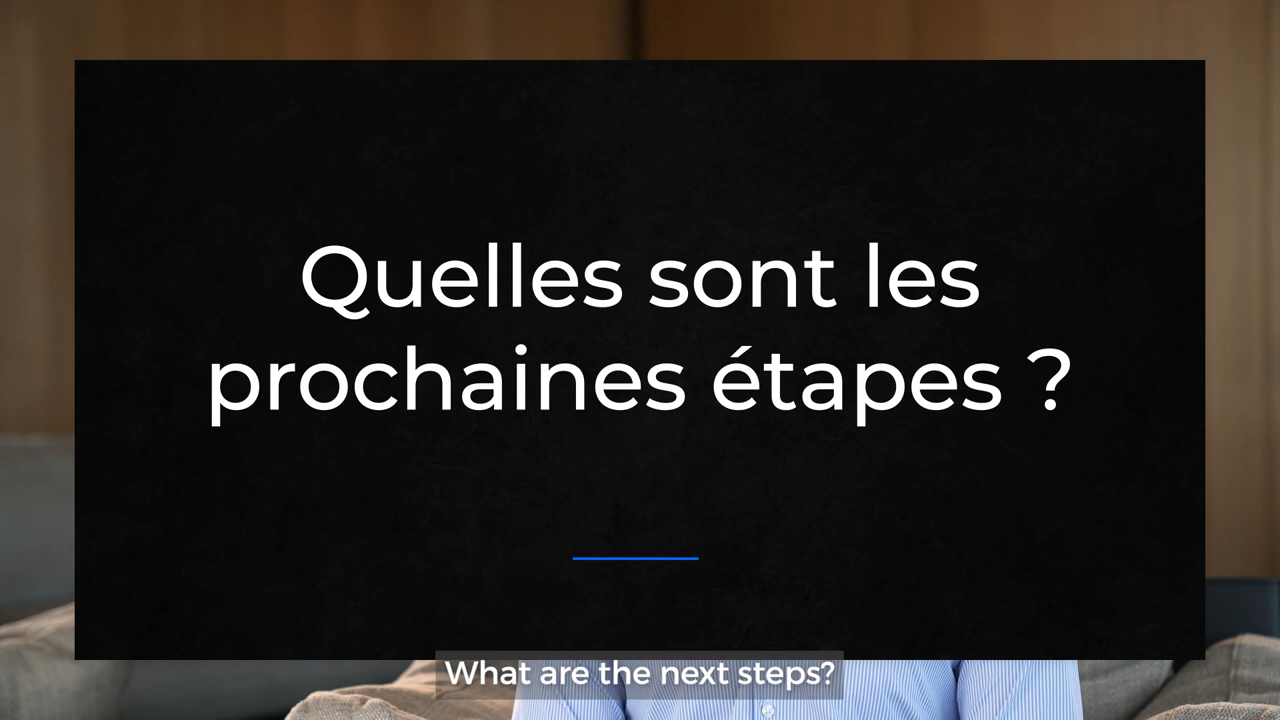 Quelles sont les
prochaines étapes ?
What are the next steps?